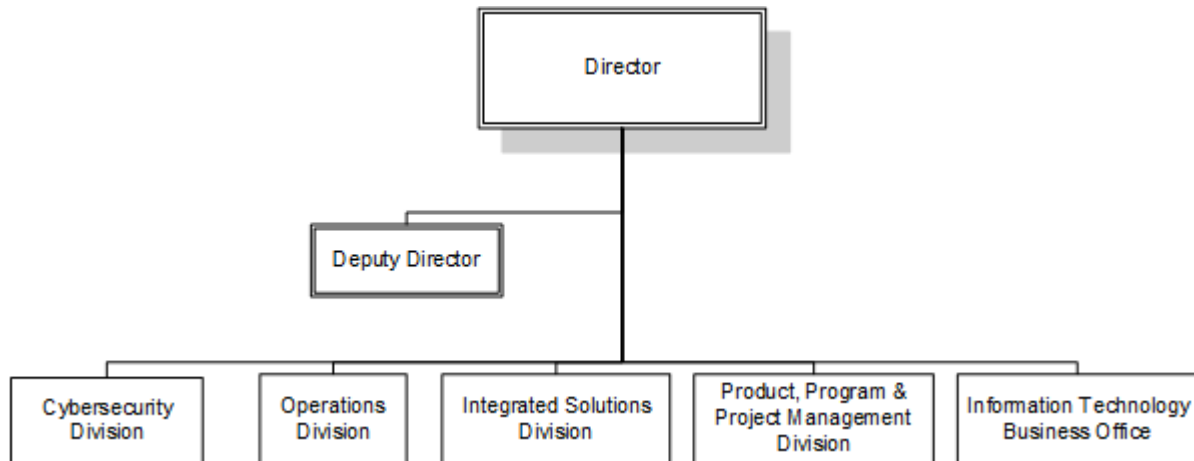 Director
Deputy Director
Cybersecurity
Division
Operations
Division
Integrated Solutions
Division
Product, Program &
Project Management
Division
Information Technology
Business Office